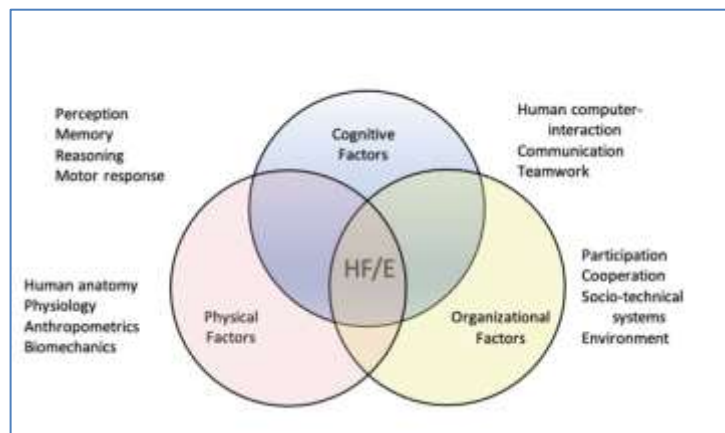 Perception
Memory
Reasoning
Motor response
Cognitive
Factors
Human computer-
interaction
Communication
Teamwork
HF/E
Human anatomy
Physiology
Anthropometrics
Biomechanics
Physical
Factors
Organizational
Factors
Participation
Cooperation
Socio-technical
systems
Environment